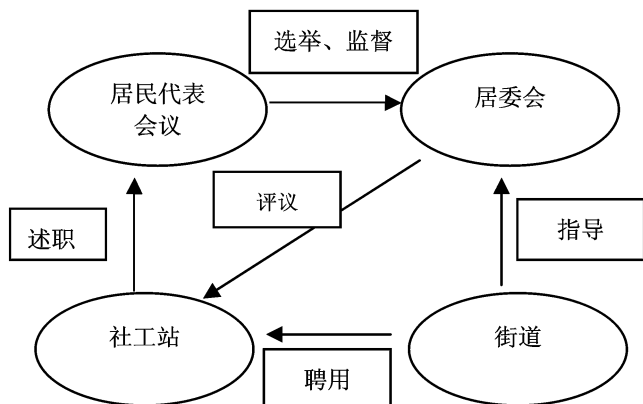 选举、监督
居民代表
会议
居委会
评议
述职
指导
社工站
街道
聘用